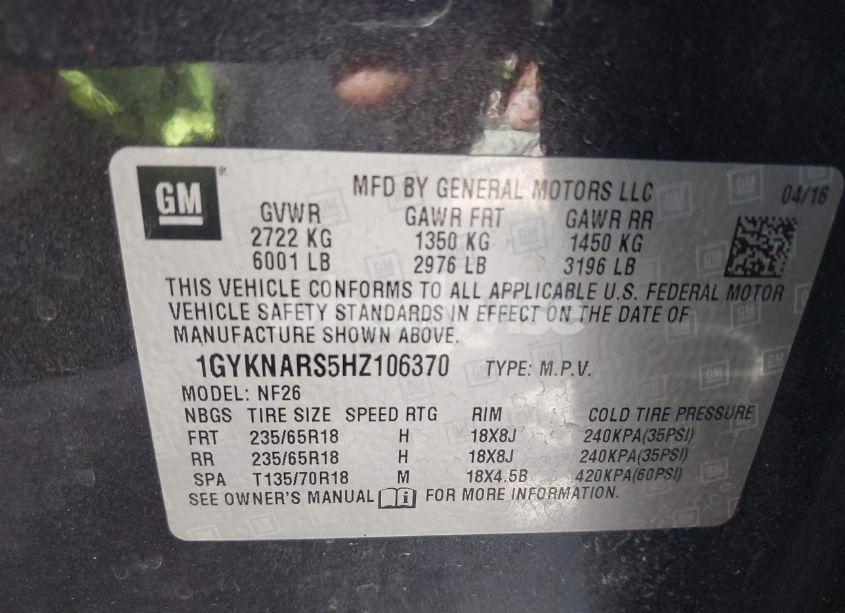 GM
MFD BY GENERAL MOTORS LLC 04/16
GVWR GAWR FRT GAWR RR
2722 KG 1350 KG 1450 KG
6001 LB 2976 LB 3196 LB
THIS VEHICLE CONFORMS TO ALL APPLICABLE U.S. FEDERAL MOTOR
VEHICLE SAFETY STANDARDS IN EFFECT ON THE DATE OF
MANUFACTURE SHOWN ABOVE.
1GYKNARS5HZ106370 TYPE: M.P.V.
MODEL: NF26
NBGS TIRE SIZE SPEED RTG RIM COLD TIRE PRESSURE
FRT 235/65R18 H 18X8J 240KPA(35PSI)
RR 235/65R18 H 18X8J 240KPA(35PSI)
SPA T135/70R18 M 18X4.5B 420KPA(60PSI)
SEE OWNER'S MANUAL FOR MORE INFORMATION.